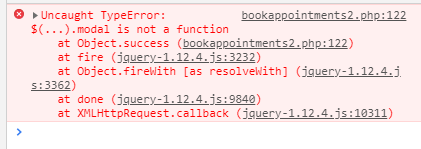 Uncaught TypeError: bookappointments2.php:122
$(...).modal is not a function
at Object.success (bookappointments2.php:122)
at fire (jquery-1.12.4.js:3232)
at Object.fireWith [as resolveWith] (jquery-1.12.4.j
s:3362)
at done (jquery-1.12.4.js:9840)
at XMLHttpRequest.callback (jquery-1.12.4.js:10311)